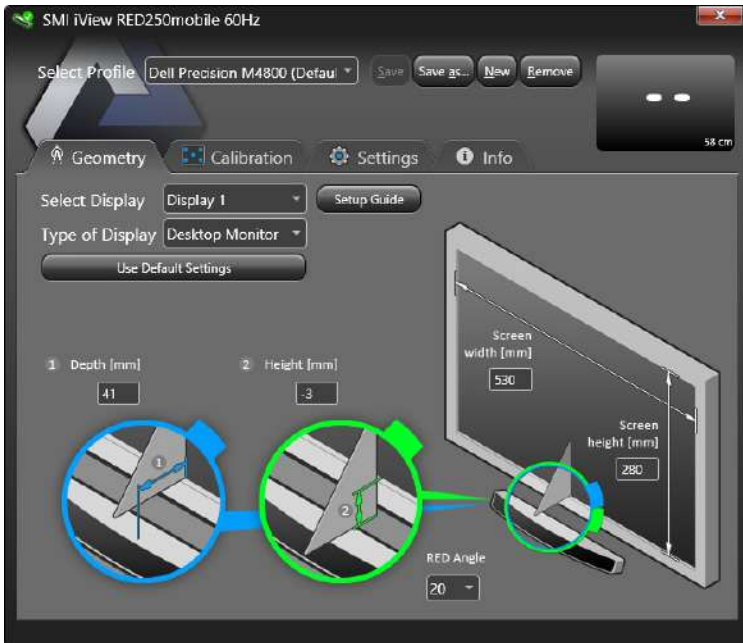 SMI iView RED250mobile 60Hz
Select Profile Dell Precision M4800 (Defaul Save Save as... New Remove
58 cm
Geometry Calibration Settings Info
Select Display Display 1 Setup Guide
Type of Display Desktop Monitor
Use Default Settings
Screen
width [mm]
530
1 Depth [mm] 2 Height [mm]
41 -3
Screen
height [mm]
280
1
2
RED Angle
20